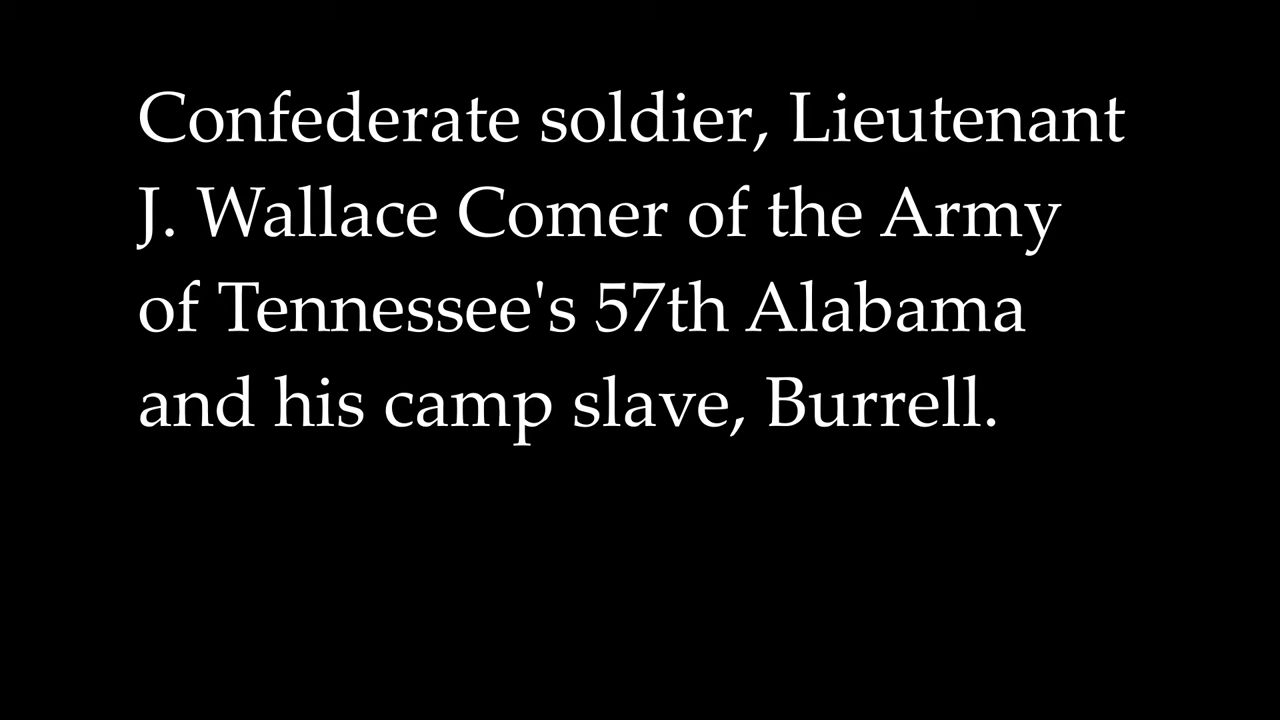 Confederate soldier, Lieutenant
J. Wallace Comer of the Army
of Tennessee's 57th Alabama
and his camp slave, Burrell.